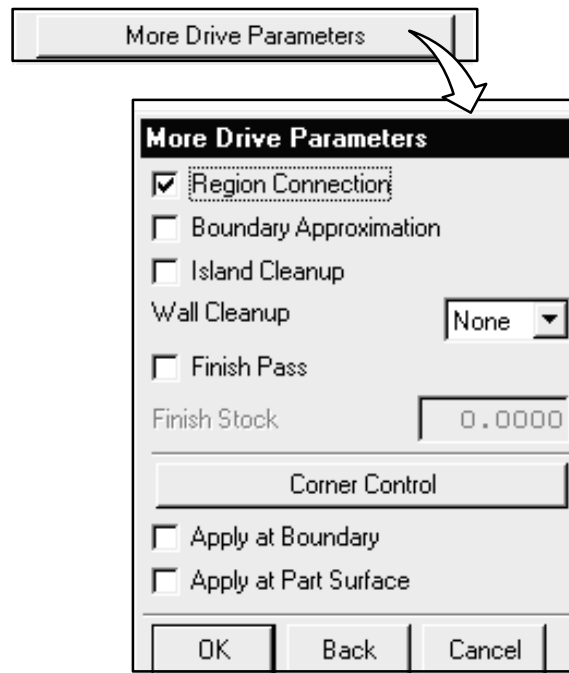 More Drive Parameters
More Drive Parameters
Region Connection
Boundary Approximation
Island Cleanup
Wall Cleanup None
Finish Pass
Finish Stock 0.0000
Corner Control
Apply at Boundary
Apply at Part Surface
OK Back Cancel